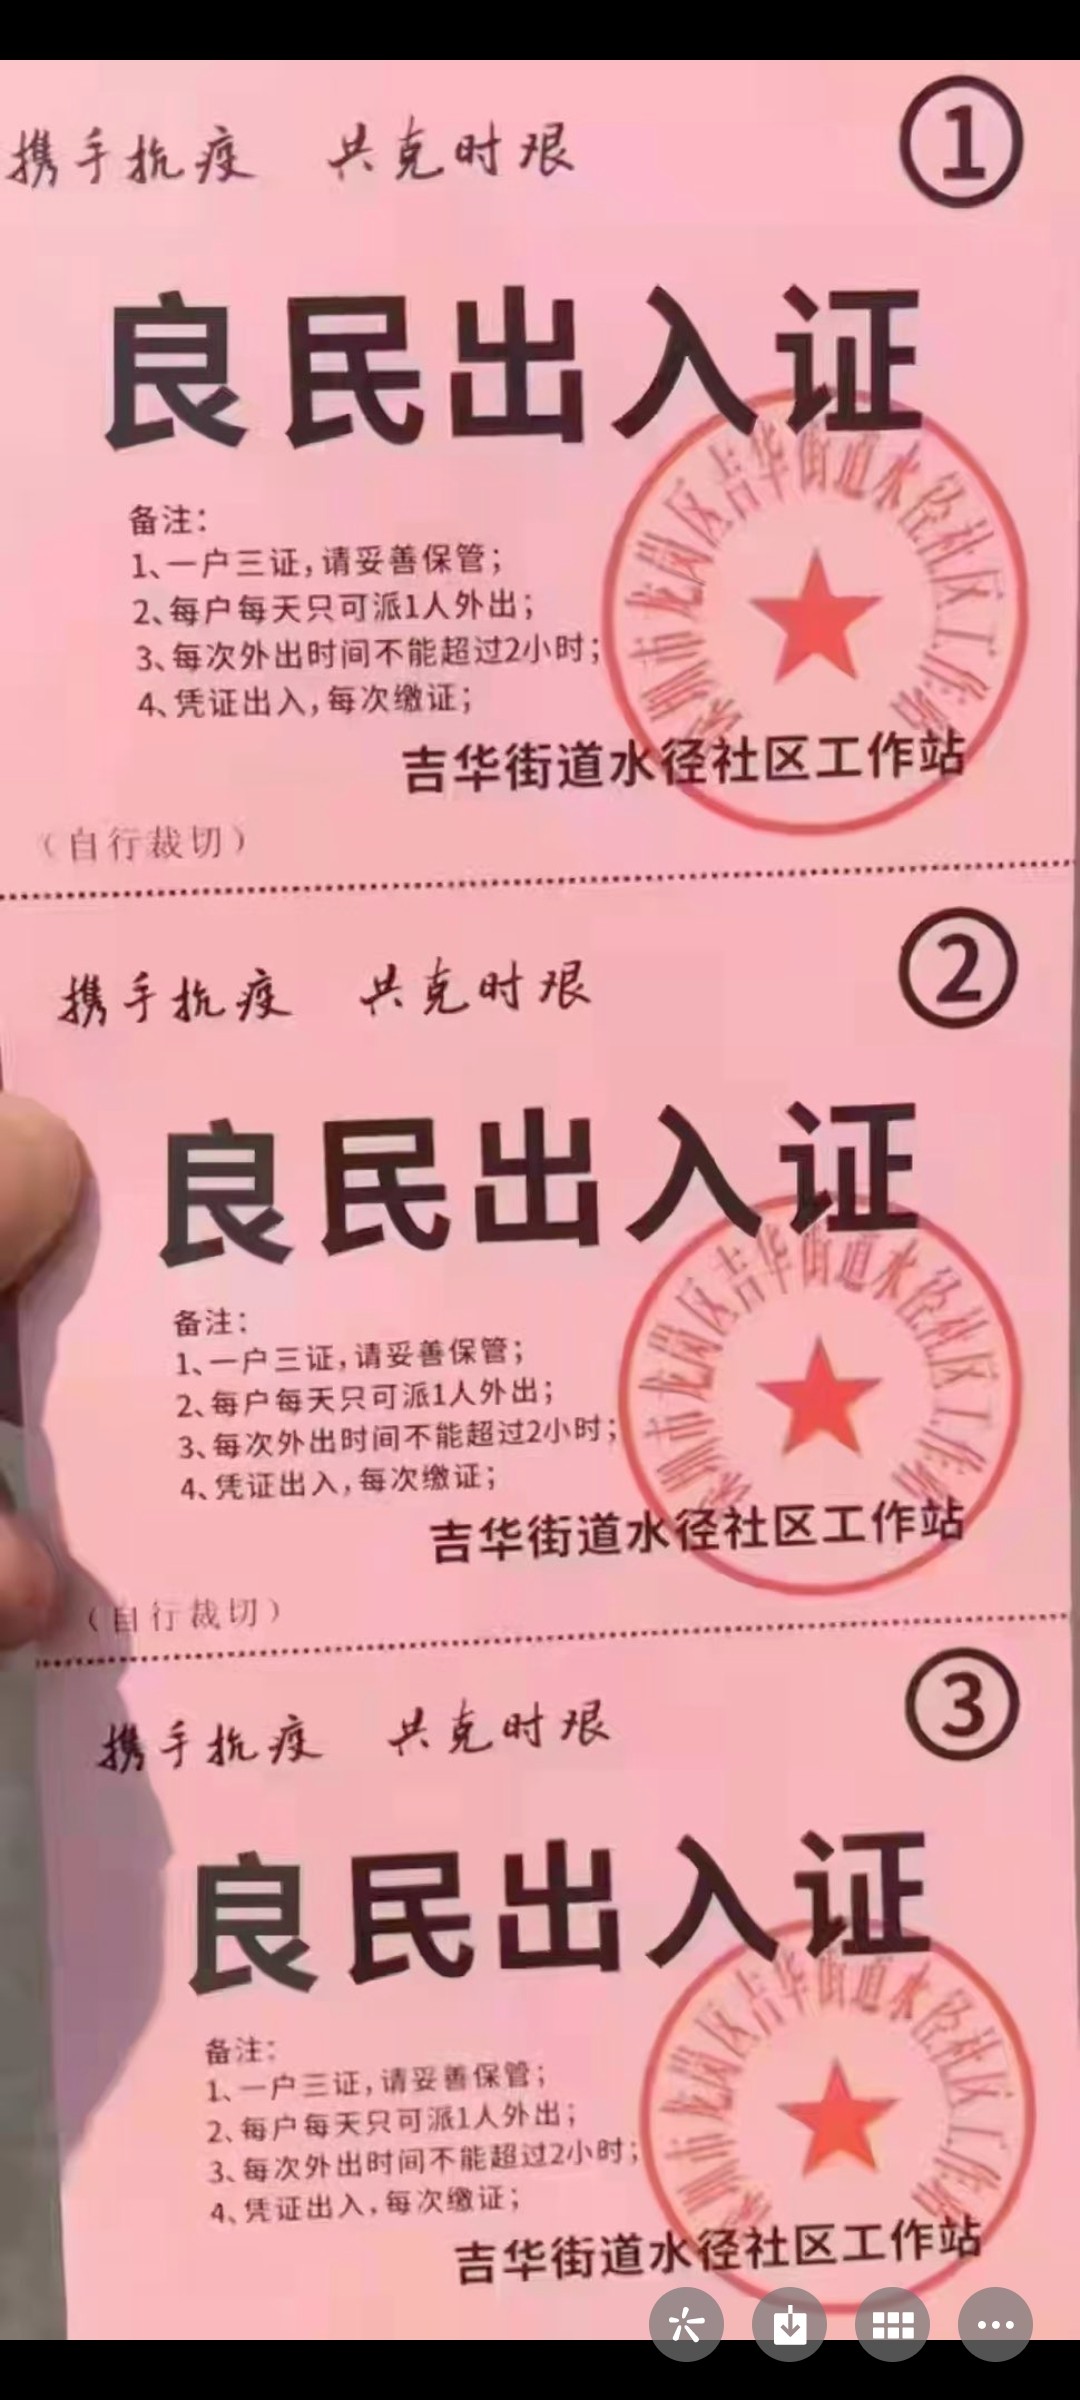 携手抗疫 共克时艰
①
良民出入证
备注：
1、一户三证，请妥善保管；
2、每户每天只可派1人外出；
3、每次外出时间不能超过2小时；
4、凭证出入，每次缴证；
深圳市龙岗区吉华街道水径社区工作站
吉华街道水径社区工作站
（自行裁切）
携手抗疫 共克时艰
②
良民出入证
备注：
1、一户三证，请妥善保管；
2、每户每天只可派1人外出；
3、每次外出时间不能超过2小时；
4、凭证出入，每次缴证；
深圳市龙岗区吉华街道水径社区工作站
吉华街道水径社区工作站
（自行裁切）
携手抗疫 共克时艰
③
良民出入证
备注：
1、一户三证，请妥善保管；
2、每户每天只可派1人外出；
3、每次外出时间不能超过2小时；
4、凭证出入，每次缴证；
深圳市龙岗区吉华街道水径社区工作站
吉华街道水径社区工作站